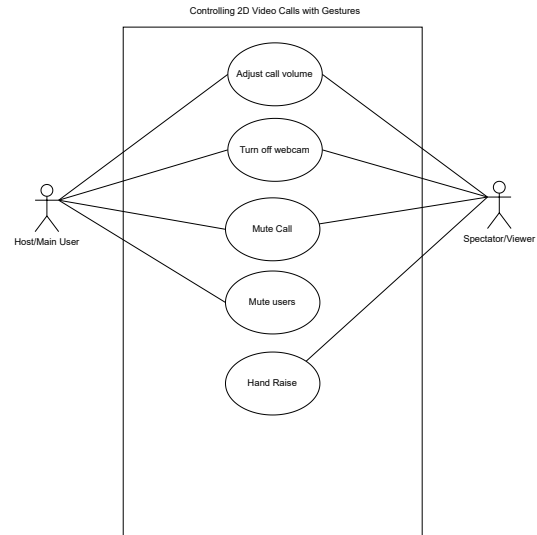 Controlling 2D Video Calls with Gestures
Adjust call volume
Turn off webcam
Mute Call
Host/Main User
Spectator/Viewer
Mute users
Hand Raise